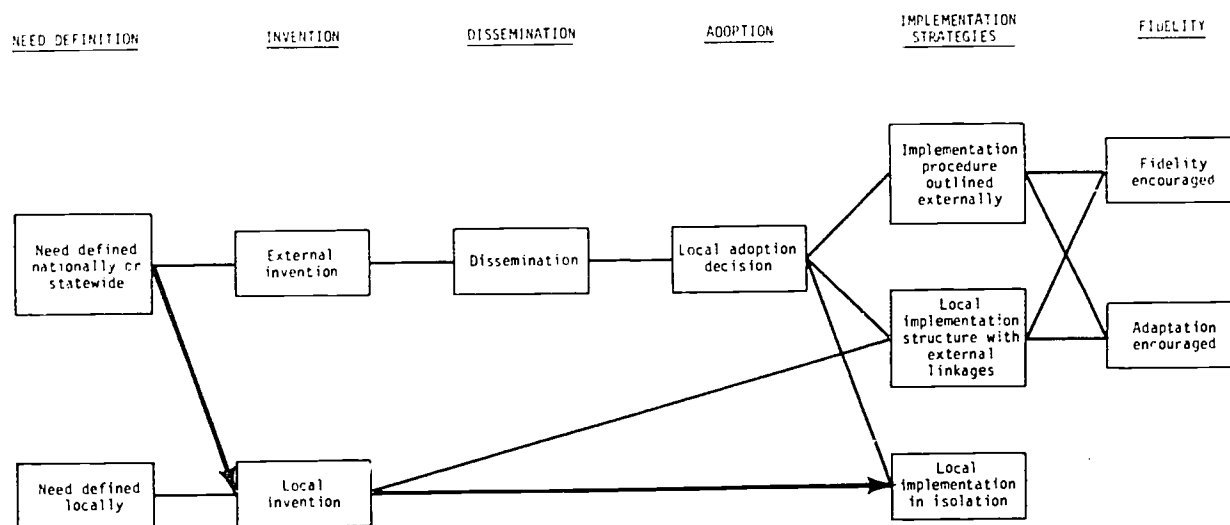 NEED DEFINITION
INVENTION
DISSEMINATION
ADOPTION
IMPLEMENTATION
STRATEGIES
FIDELITY
Implementation
procedure
outlined
externally
Fidelity
encouraged
Need defined
nationally or
statewide
External
invention
Dissemination
Local adoption
decision
Local
implementation
structure with
external
linkages
Adaptation
encouraged
Need defined
locally
Local
invention
Local
implementation
in isolation